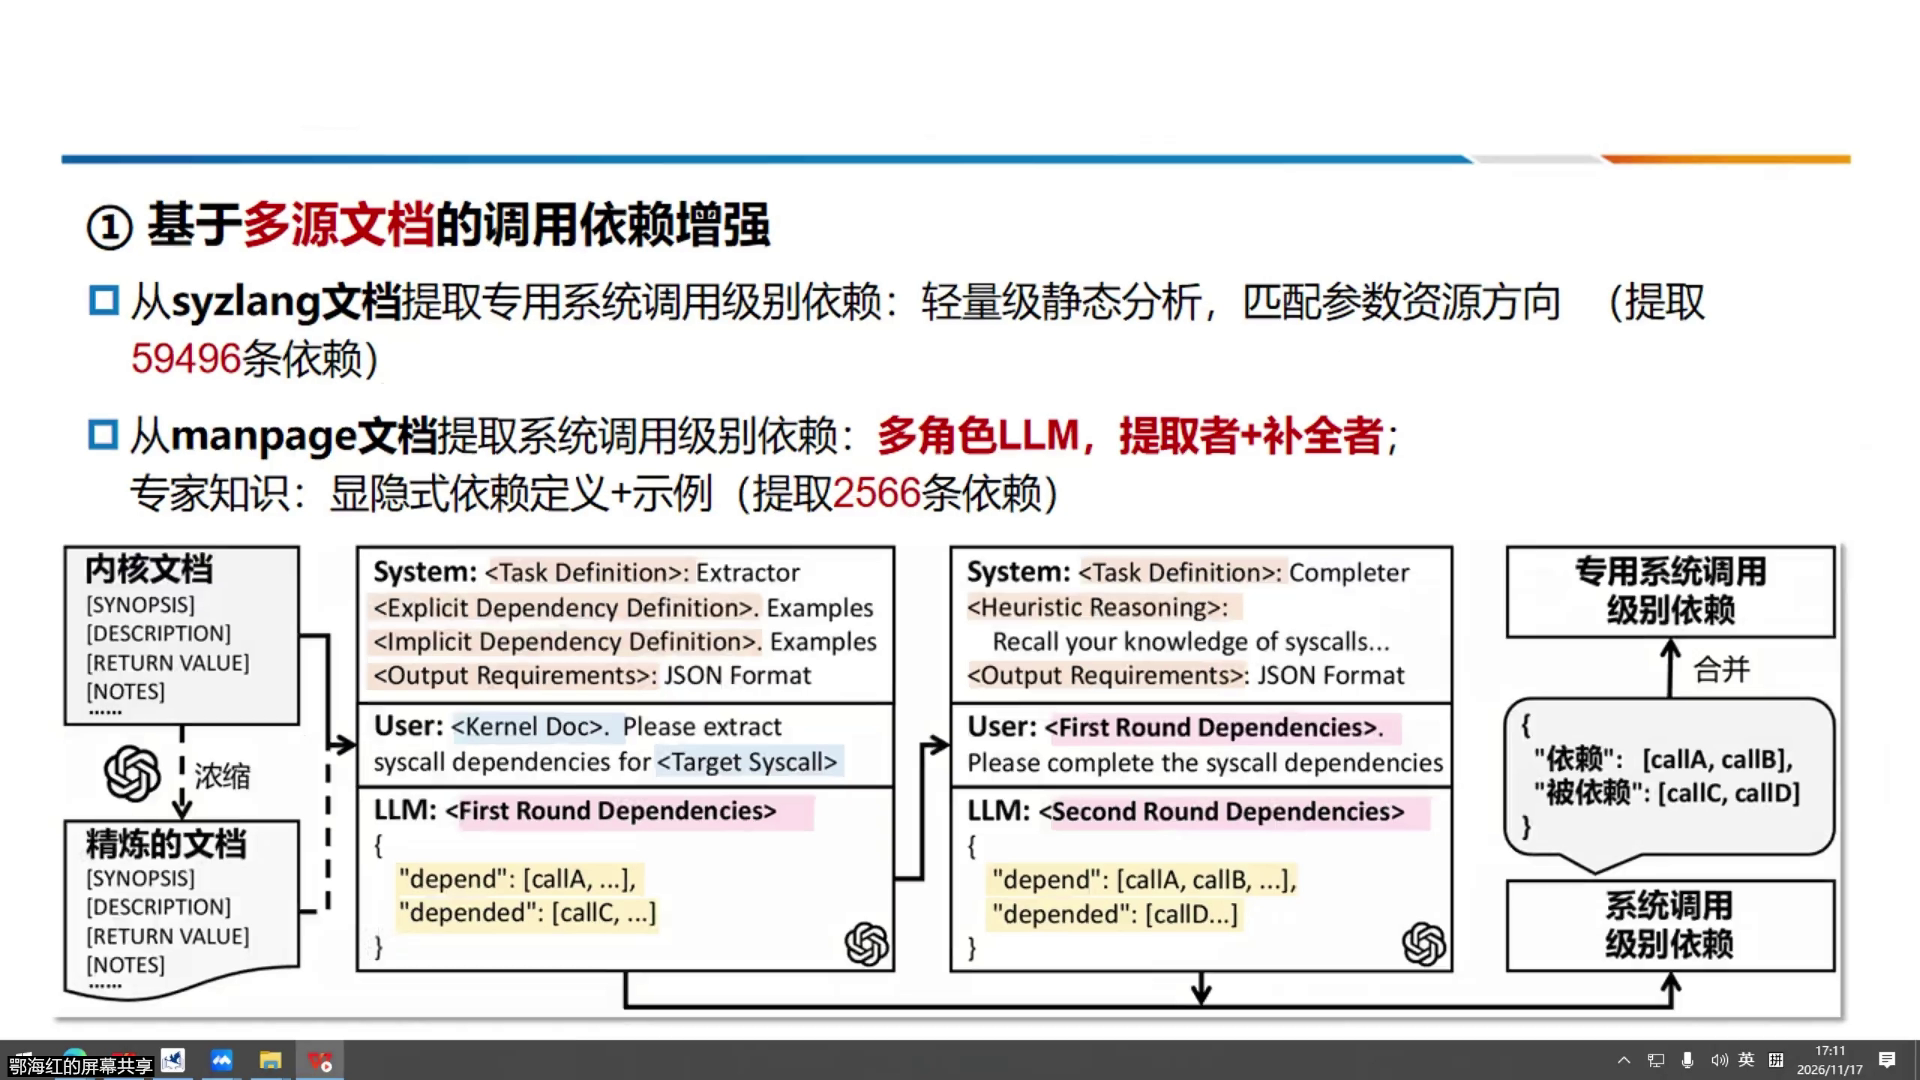 ① 基于多源文档的调用依赖增强
从syzlang文档提取专用系统调用级别依赖：轻量级静态分析，匹配参数资源方向 （提取
59496条依赖）
从manpage文档提取系统调用级别依赖：多角色LLM，提取者+补全者；
专家知识：显隐式依赖定义+示例（提取2566条依赖）
内核文档
[SYNOPSIS]
[DESCRIPTION]
[RETURN VALUE]
[NOTES]
......
浓缩
精炼的文档
[SYNOPSIS]
[DESCRIPTION]
[RETURN VALUE]
[NOTES]
......
System: <Task Definition>: Extractor
<Explicit Dependency Definition>. Examples
<Implicit Dependency Definition>. Examples
<Output Requirements>: JSON Format
User: <Kernel Doc>. Please extract
syscall dependencies for <Target Syscall>
LLM: <First Round Dependencies>
{
"depend": [callA, ...],
"depended": [callC, ...]
}
System: <Task Definition>: Completer
<Heuristic Reasoning>:
Recall your knowledge of syscalls...
<Output Requirements>: JSON Format
User: <First Round Dependencies>.
Please complete the syscall dependencies
LLM: <Second Round Dependencies>
{
"depend": [callA, callB, ...],
"depended": [callD...]
}
专用系统调用
级别依赖
合并
{
"依赖": [callA, callB],
"被依赖": [callC, callD]
}
系统调用
级别依赖
鄂海红的屏幕共享
英
拼
17:11
2026/11/17